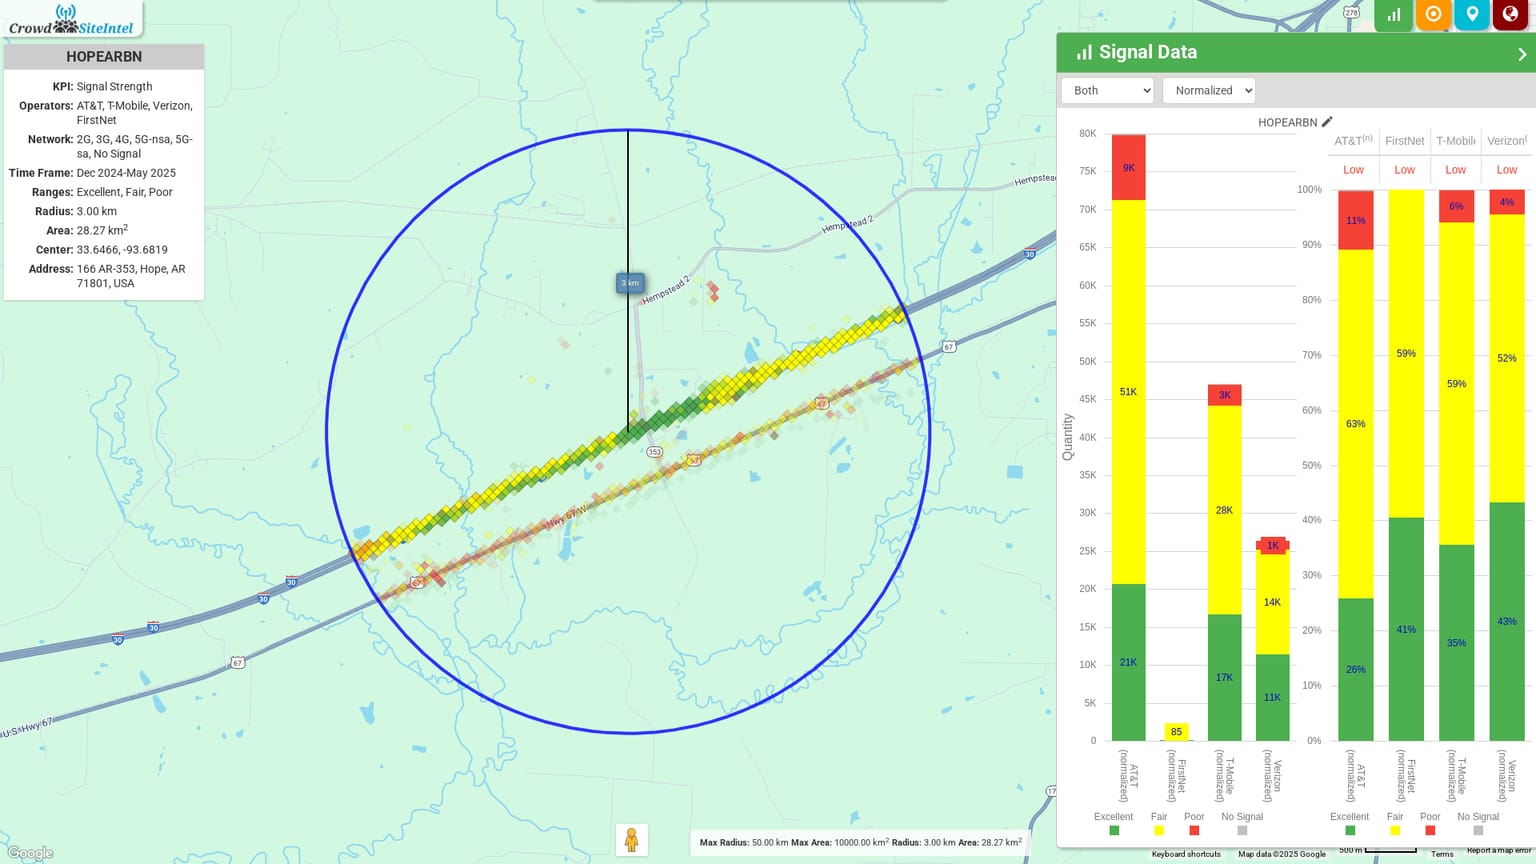 CrowdSiteIntel
HOPEARBN
KPI: Signal Strength
Operators: AT&T, T-Mobile, Verizon,
FirstNet
Network: 2G, 3G, 4G, 5G-nsa, 5G-
sa, No Signal
Time Frame: Dec 2024-May 2025
Ranges: Excellent, Fair, Poor
Radius: 3.00 km
Area: 28.27 km2
Center: 33.6466, -93.6819
Address: 166 AR-353, Hope, AR
71801, USA
278
Hempstea
Hempstead 2
30
3 km
Hempstead 2
67
67
353
67
Hwy 67 W
67
30
30
30
30
67
U.S. Hwy 67
17
Google
Max Radius: 50.00 km Max Area: 10000.00 km2 Radius: 3.00 km Area: 28.27 km2
Signal Data
Both
Normalized
HOPEARBN
80K
75K
70K
65K
60K
55K
50K
45K
40K
35K
30K
25K
20K
15K
10K
5K
0
Quantity
9K
51K
21K
85
3K
28K
17K
1K
14K
11K
AT&T
(normalized)
FirstNet
(normalized)
T-Mobile
(normalized)
Verizon
(normalized)
Excellent Fair Poor No Signal
AT&T(n) FirstNet T-Mobile Verizon(
Low Low Low Low
100%
90%
80%
70%
60%
50%
40%
30%
20%
10%
0%
11%
63%
26%
59%
41%
6%
59%
35%
4%
52%
43%
AT&T
(normalized)
FirstNet
(normalized)
T-Mobile
(normalized)
Verizon
(normalized)
Excellent Fair Poor No Signal
500 m
Keyboard shortcuts Map data ©2025 Google Terms Report a map error